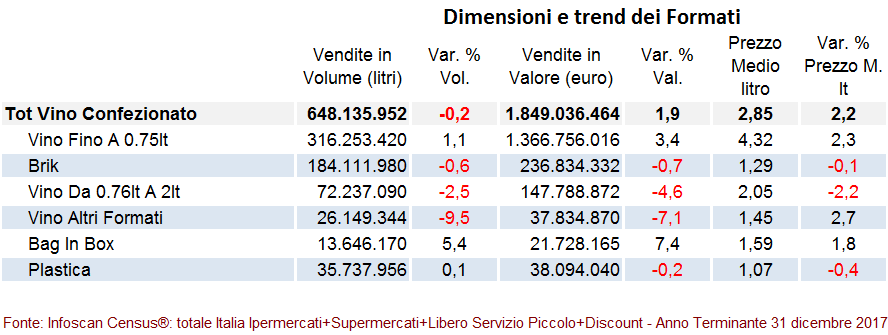 Dimensioni e trend dei Formati
Vendite in Volume (litri) Var. % Vol. Vendite in Valore (euro) Var. % Val. Prezzo Medio litro Var. % Prezzo M. lt
Tot Vino Confezionato 648.135.952 -0,2 1.849.036.464 1,9 2,85 2,2
Vino Fino A 0.75lt 316.253.420 1,1 1.366.756.016 3,4 4,32 2,3
Brik 184.111.980 -0,6 236.834.332 -0,7 1,29 -0,1
Vino Da 0.76lt A 2lt 72.237.090 -2,5 147.788.872 -4,6 2,05 -2,2
Vino Altri Formati 26.149.344 -9,5 37.834.870 -7,1 1,45 2,7
Bag In Box 13.646.170 5,4 21.728.165 7,4 1,59 1,8
Plastica 35.737.956 0,1 38.094.040 -0,2 1,07 -0,4
Fonte: Infoscan Census®: totale Italia Ipermercati+Supermercati+Libero Servizio Piccolo+Discount - Anno Terminante 31 dicembre 2017